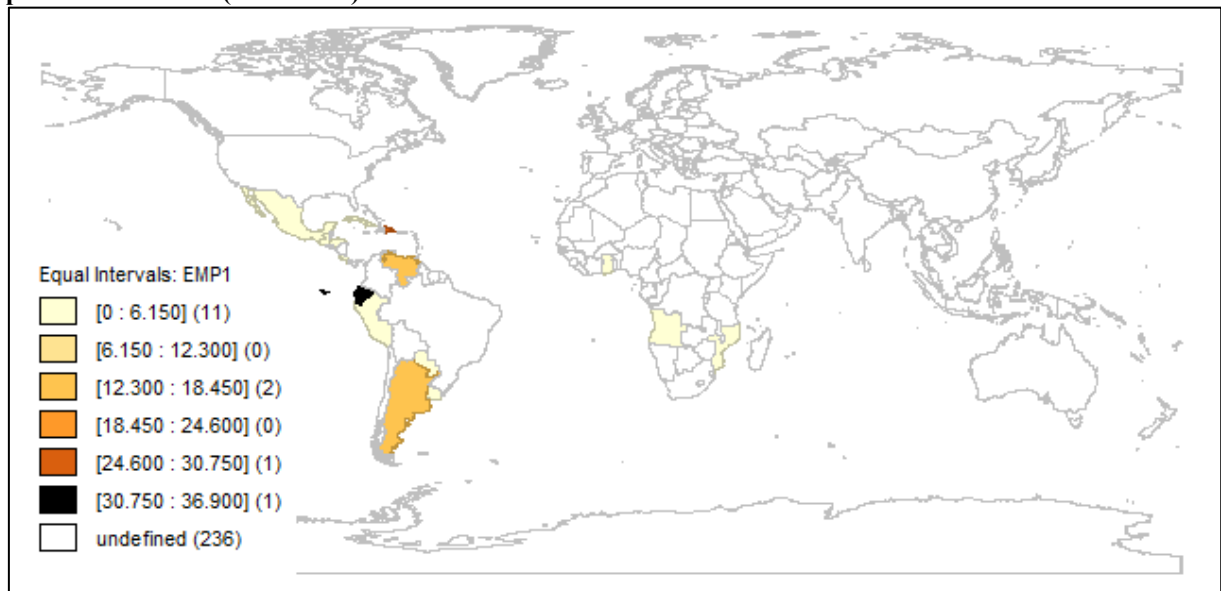 Equal Intervals: EMP1
[0 : 6.150] (11)
[6.150 : 12.300] (0)
[12.300 : 18.450] (2)
[18.450 : 24.600] (0)
[24.600 : 30.750] (1)
[30.750 : 36.900] (1)
undefined (236)